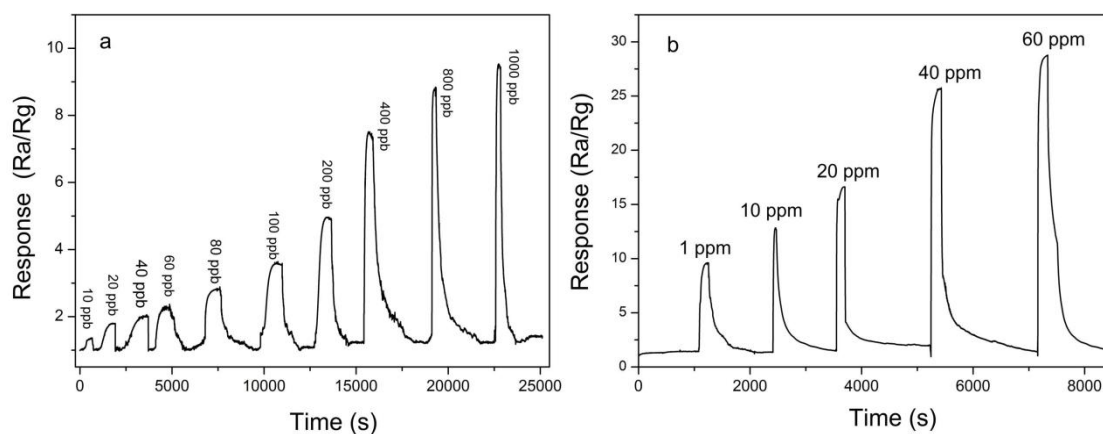 a
Response (Ra/Rg)
10
8
6
4
2
10 ppb
20 ppb
40 ppb
60 ppb
80 ppb
100 ppb
200 ppb
400 ppb
800 ppb
1000 ppb
0
5000
10000
15000
20000
25000
Time (s)
b
Response (Ra/Rg)
30
25
20
15
10
5
0
1 ppm
10 ppm
20 ppm
40 ppm
60 ppm
0
2000
4000
6000
8000
Time (s)